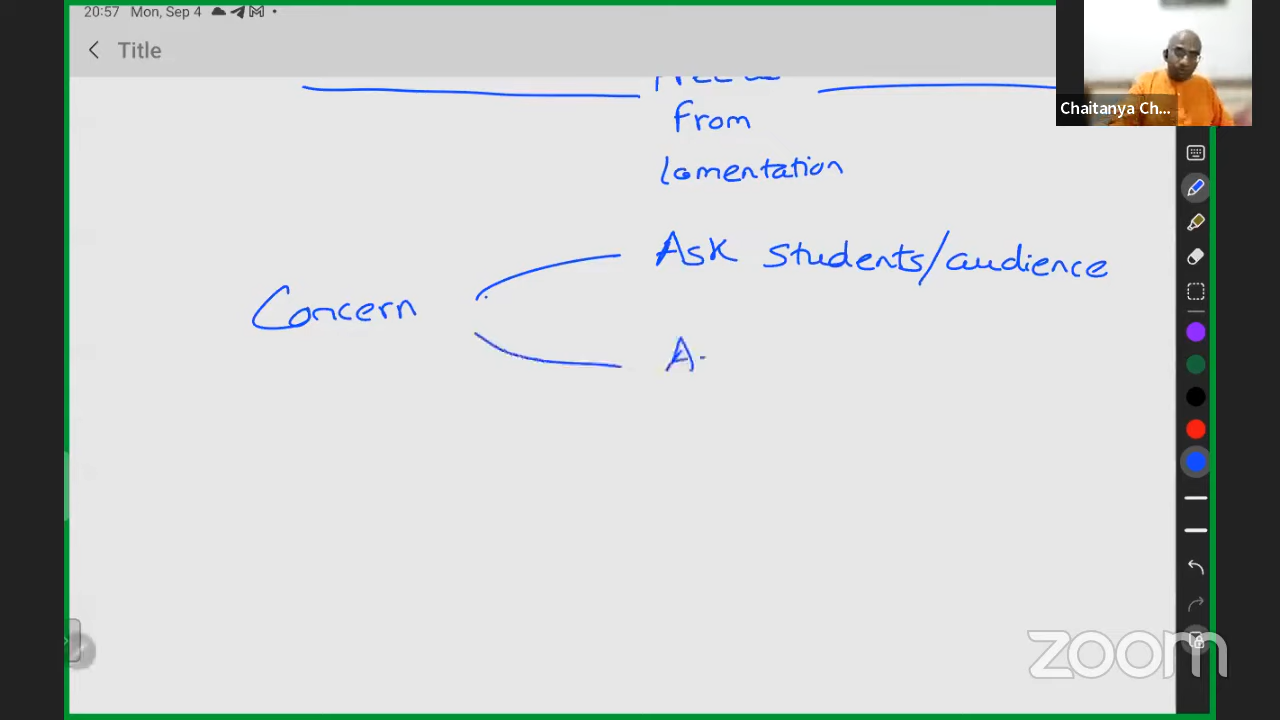 20:57 Mon, Sep 4
Title
Chaitanya Ch...
From
lamentation
Ask students/audience
Concern
A
zoom